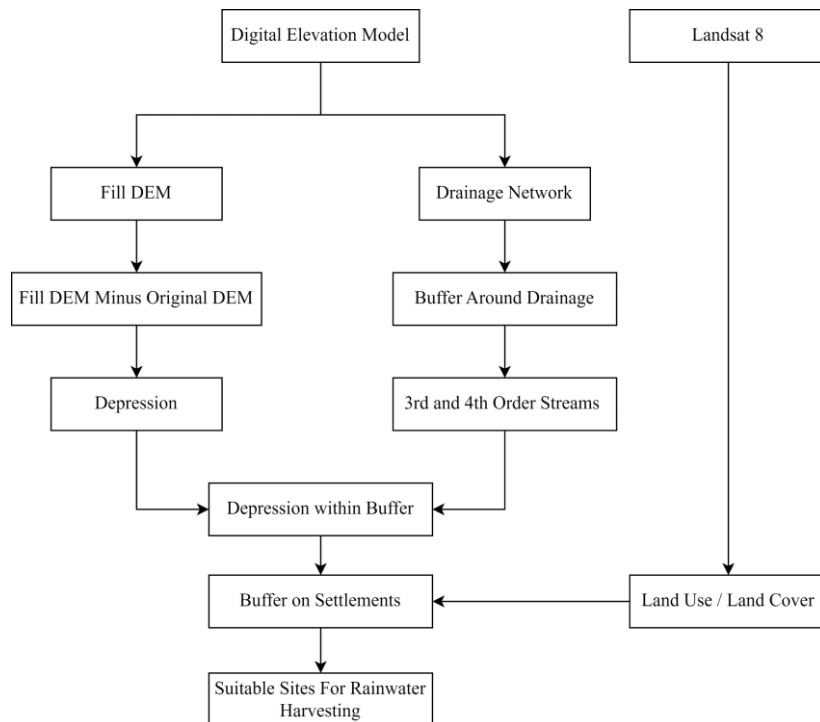 Digital Elevation Model
Landsat 8
Fill DEM
Drainage Network
Fill DEM Minus Original DEM
Buffer Around Drainage
Depression
3rd and 4th Order Streams
Depression within Buffer
Buffer on Settlements
Land Use / Land Cover
Suitable Sites For Rainwater
Harvesting